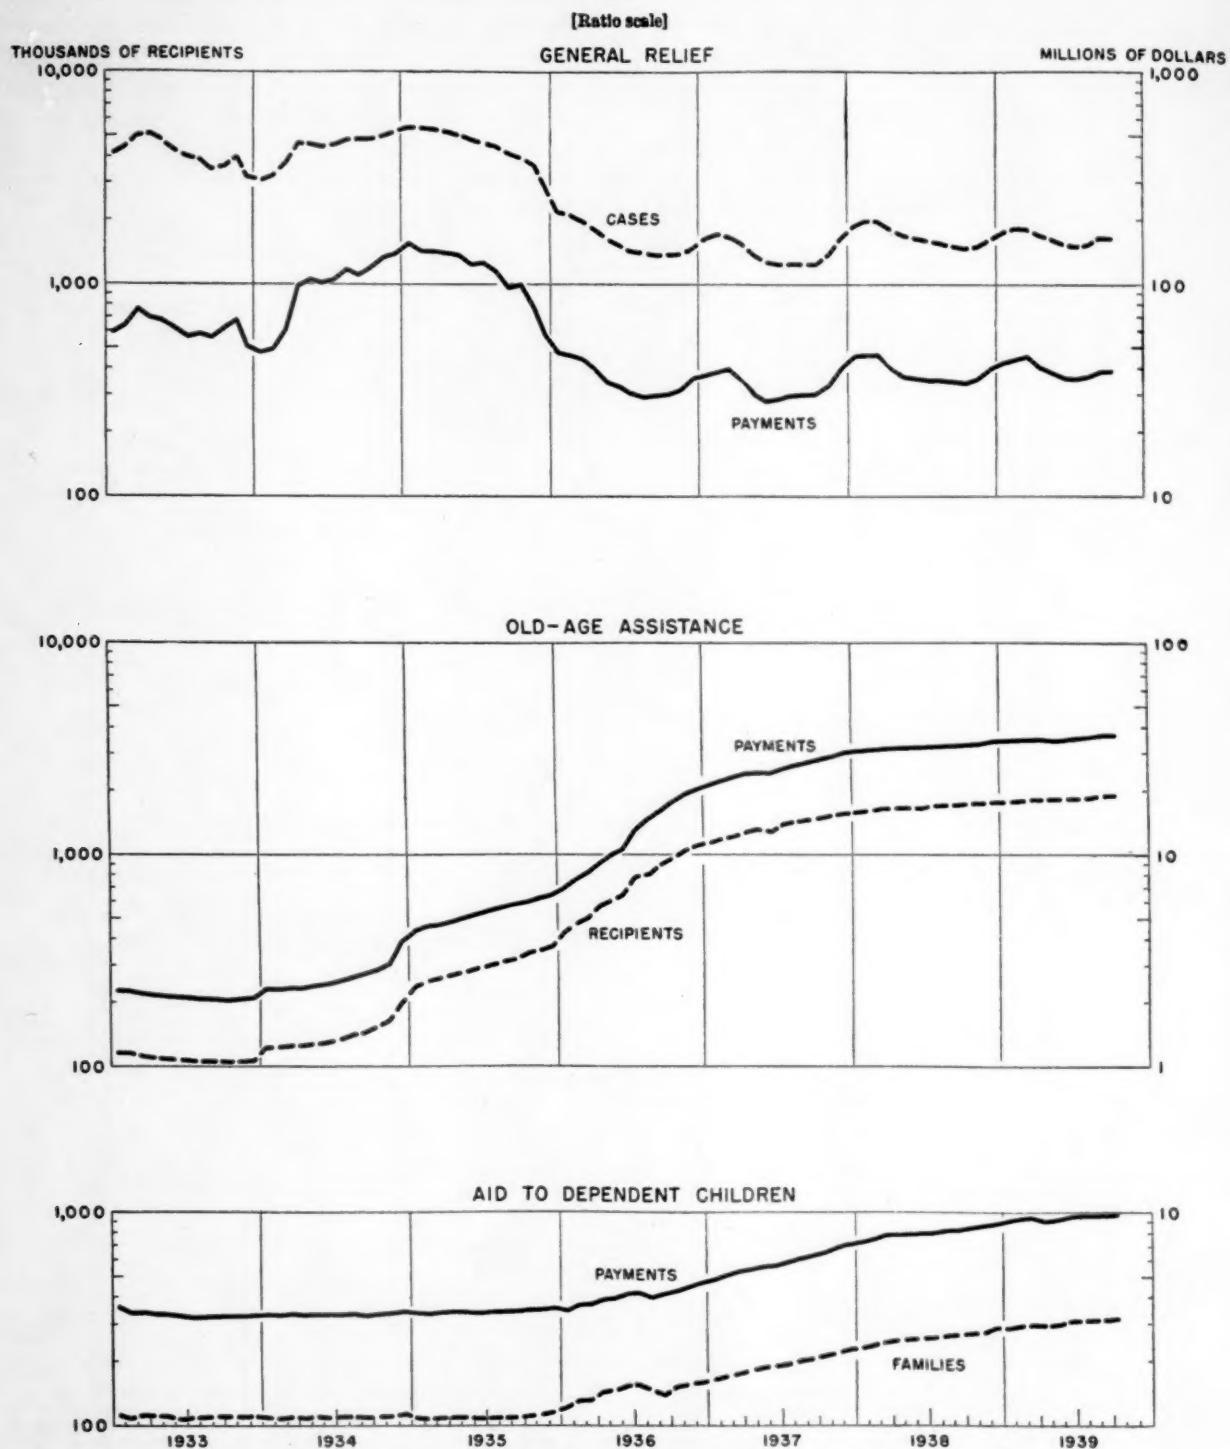 [Ratio scale]
THOUSANDS OF RECIPIENTS GENERAL RELIEF MILLIONS OF DOLLARS
10,000 1,000
CASES
1,000 100
PAYMENTS
100 10
OLD-AGE ASSISTANCE
10,000 100
PAYMENTS
1,000 10
RECIPIENTS
100 1
AID TO DEPENDENT CHILDREN
1,000 10
PAYMENTS
FAMILIES
100 1
1933 1934 1935 1936 1937 1938 1939